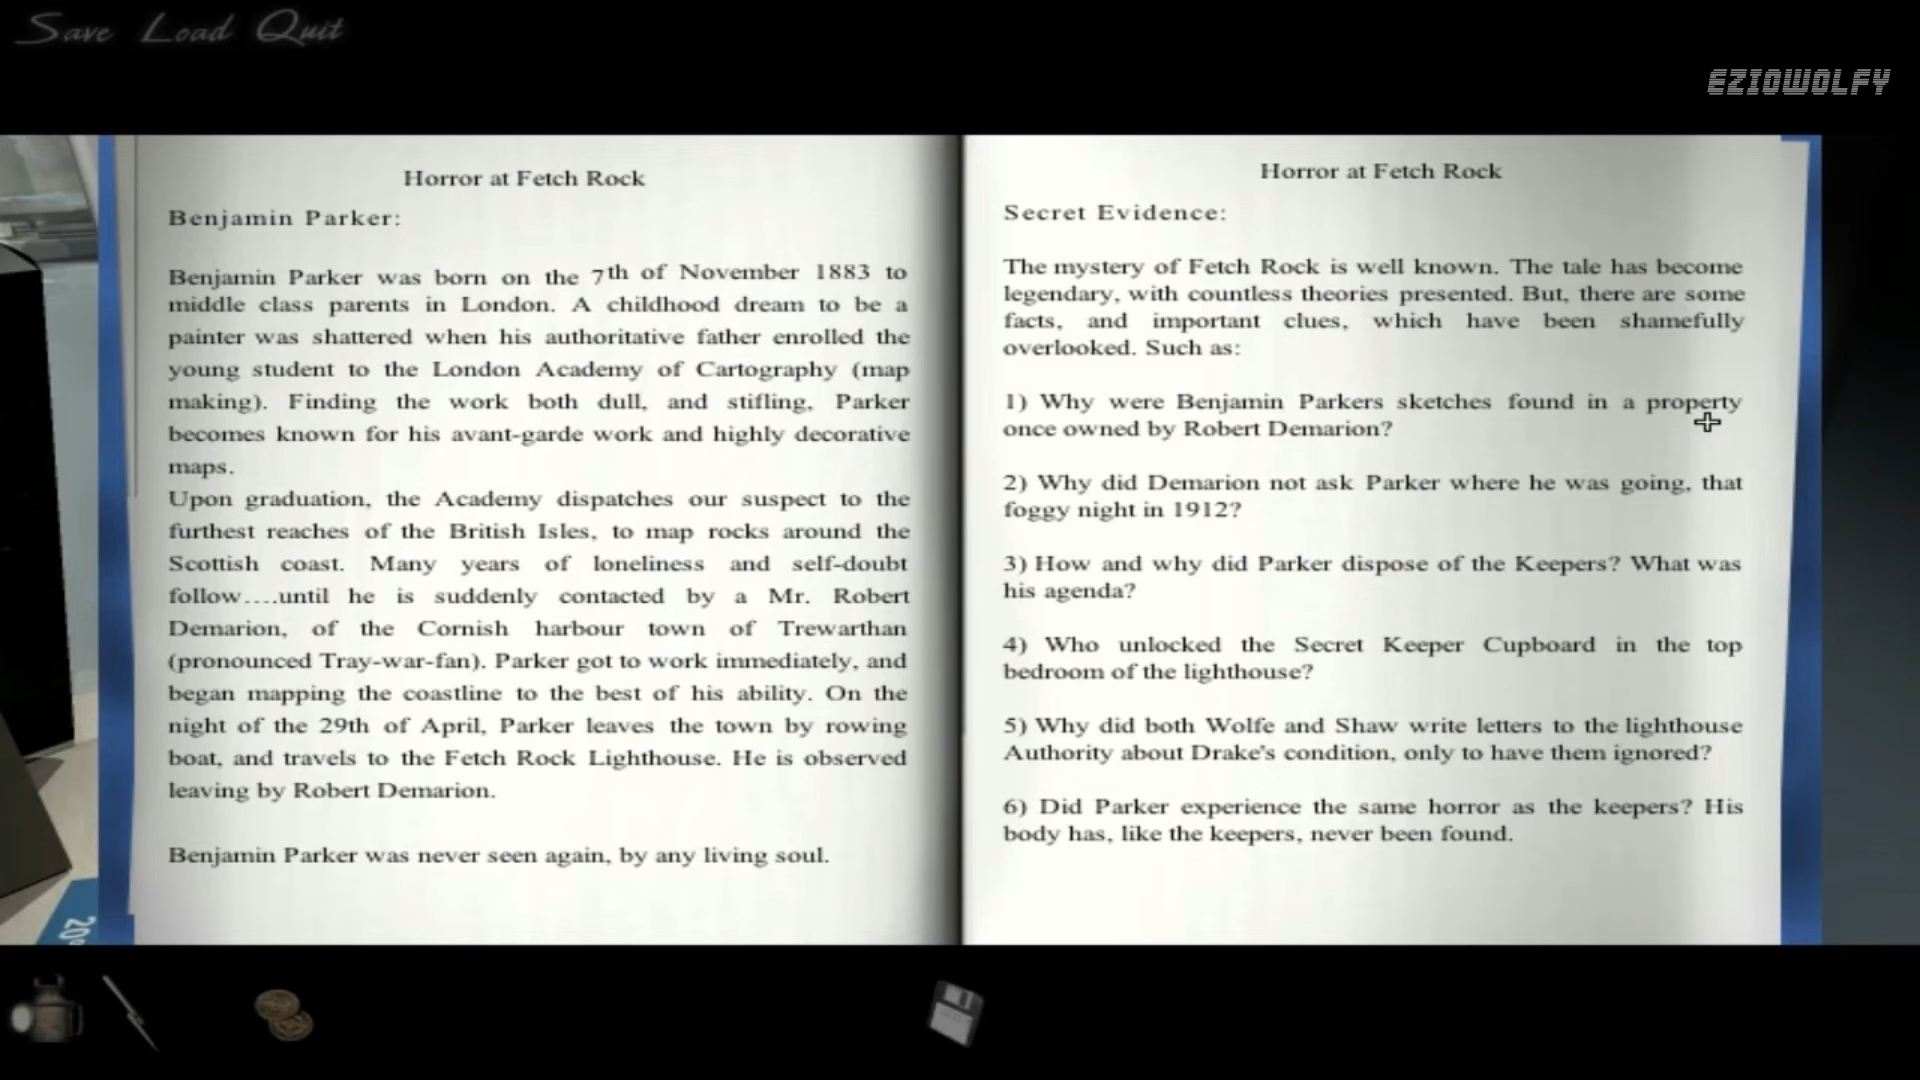 Save Load Quit
EZIOWOLFY
Horror at Fetch Rock
Benjamin Parker:
Benjamin Parker was born on the 7th of November 1883 to
middle class parents in London. A childhood dream to be a
painter was shattered when his authoritative father enrolled the
young student to the London Academy of Cartography (map
making). Finding the work both dull, and stifling, Parker
becomes known for his avant-garde work and highly decorative
maps.
Upon graduation, the Academy dispatches our suspect to the
furthest reaches of the British Isles, to map rocks around the
Scottish coast. Many years of loneliness and self-doubt
follow....until he is suddenly contacted by a Mr. Robert
Demarion, of the Cornish harbour town of Trewarthan
(pronounced Tray-war-fan). Parker got to work immediately, and
began mapping the coastline to the best of his ability. On the
night of the 29th of April, Parker leaves the town by rowing
boat, and travels to the Fetch Rock Lighthouse. He is observed
leaving by Robert Demarion.
Benjamin Parker was never seen again, by any living soul.
Horror at Fetch Rock
Secret Evidence:
The mystery of Fetch Rock is well known. The tale has become
legendary, with countless theories presented. But, there are some
facts, and important clues, which have been shamefully
overlooked. Such as:
1) Why were Benjamin Parkers sketches found in a property
once owned by Robert Demarion?
2) Why did Demarion not ask Parker where he was going, that
foggy night in 1912?
3) How and why did Parker dispose of the Keepers? What was
his agenda?
4) Who unlocked the Secret Keeper Cupboard in the top
bedroom of the lighthouse?
5) Why did both Wolfe and Shaw write letters to the lighthouse
Authority about Drake's condition, only to have them ignored?
6) Did Parker experience the same horror as the keepers? His
body has, like the keepers, never been found.